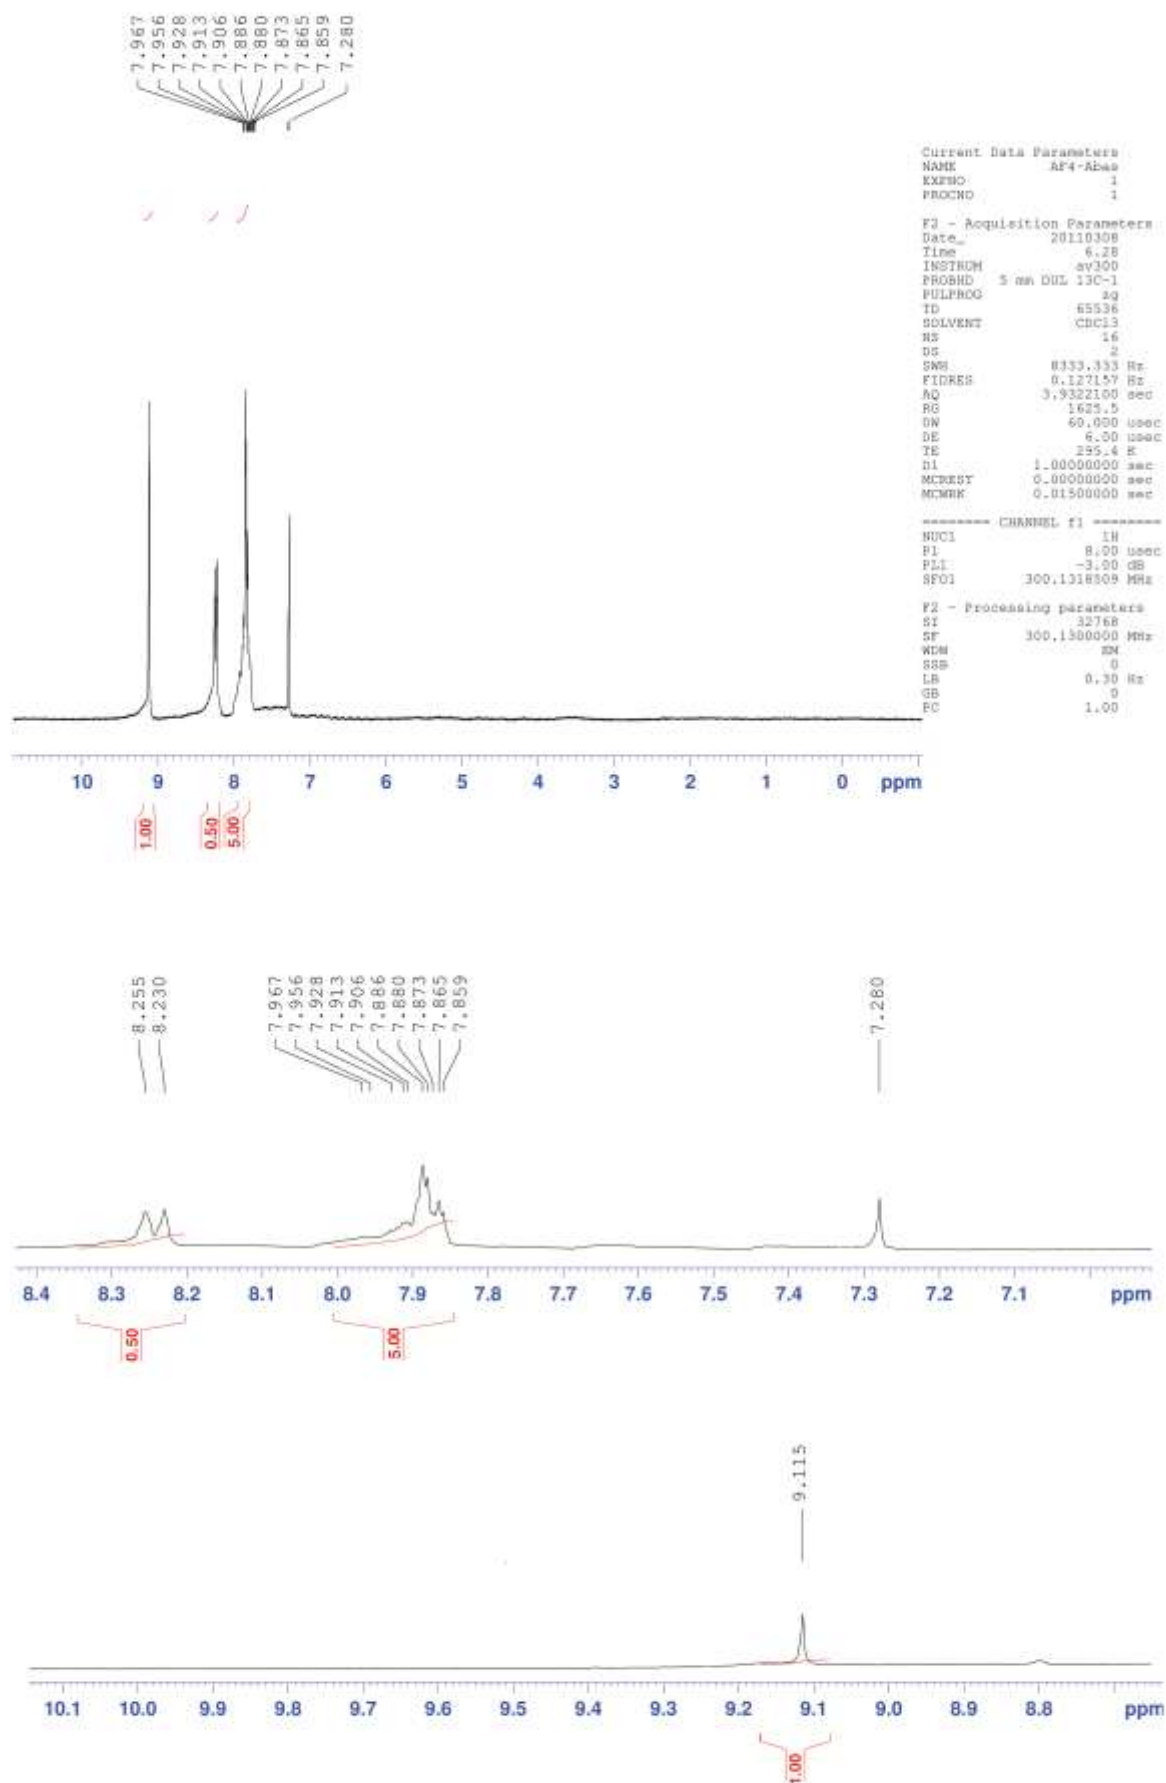 7.967
7.956
7.928
7.913
7.906
7.886
7.880
7.873
7.865
7.859
7.280
Current Data Parameters
NAME AF4-Abas
EXPNO 1
PROCNO 1
F2 - Acquisition Parameters
Date_ 20110308
Time 6.28
INSTRUM av300
PROBHD 5 mm DUL 13C-1
PULPROG zg
TD 65536
SOLVENT CDCl3
NS 16
DS 2
SWH 8333.333 Hz
FIDRES 0.127157 Hz
AQ 3.9322100 sec
RG 1625.5
DW 60.000 usec
DE 6.00 usec
TE 295.4 K
D1 1.00000000 sec
MCREST 0.00000000 sec
MCWRK 0.01500000 sec
======== CHANNEL f1 ========
NUC1 1H
P1 8.00 usec
PL1 -3.00 dB
SFO1 300.1318509 MHz
F2 - Processing parameters
SI 32768
SF 300.1300000 MHz
WDW EM
SSB 0
LB 0.30 Hz
GB 0
PC 1.00
10 9 8 7 6 5 4 3 2 1 0 ppm
1.00 0.50 5.00
8.255
8.230
7.967
7.956
7.928
7.913
7.906
7.886
7.880
7.873
7.865
7.859
7.280
8.4 8.3 8.2 8.1 8.0 7.9 7.8 7.7 7.6 7.5 7.4 7.3 7.2 7.1 ppm
0.50 5.00
9.115
10.1 10.0 9.9 9.8 9.7 9.6 9.5 9.4 9.3 9.2 9.1 9.0 8.9 8.8 ppm
1.00